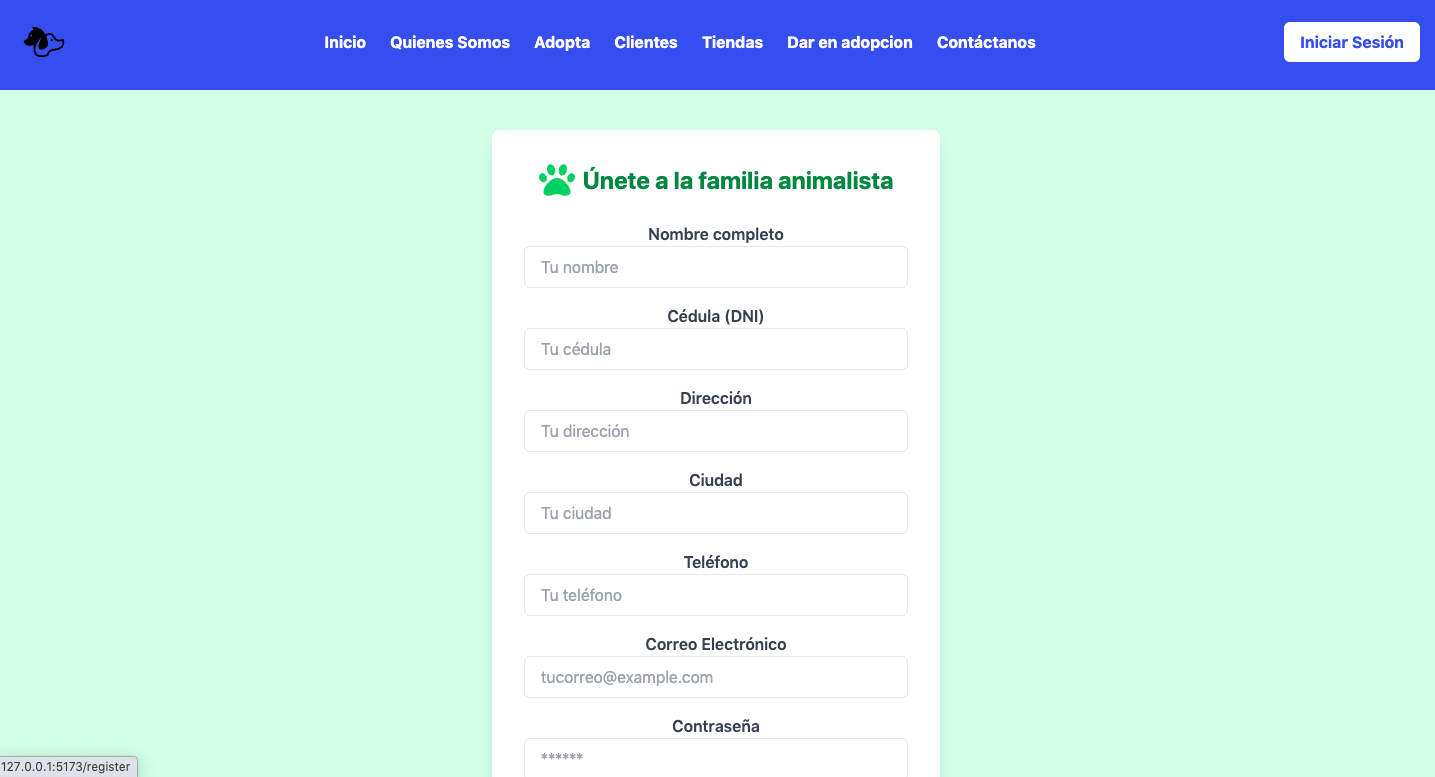 Inicio Quienes Somos Adopta Clientes Tiendas Dar en adopcion Contáctanos Iniciar Sesión
Únete a la familia animalista
Nombre completo
Tu nombre
Cédula (DNI)
Tu cédula
Dirección
Tu dirección
Ciudad
Tu ciudad
Teléfono
Tu teléfono
Correo Electrónico
tucorreo@example.com
Contraseña
******
127.0.0.1:5173/register